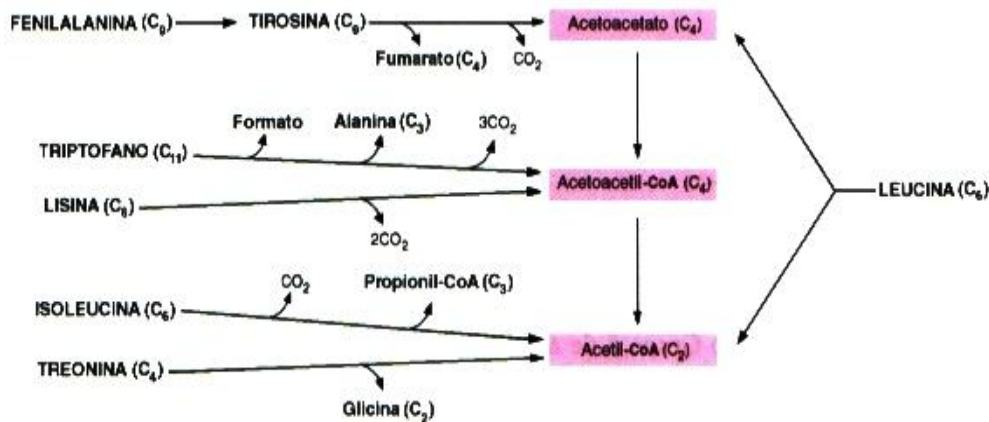 FENILALANINA (C₉) TIROSINA (C₉) Acetoacetato (C₄)
Fumarato (C₄) CO₂
Formato Alanina (C₃) 3CO₂
TRIPTOFANO (C₁₁)
Acetoacetil-CoA (C₄)
LEUCINA (C₆)
LISINA (C₆)
2CO₂
CO₂ Propionil-CoA (C₃)
ISOLEUCINA (C₆)
Acetil-CoA (C₂)
TREONINA (C₄)
Glicina (C₂)